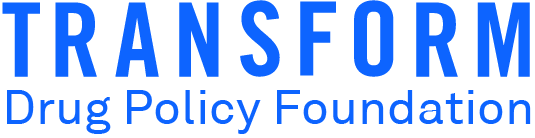 TRANSFORM
Drug Policy Foundation